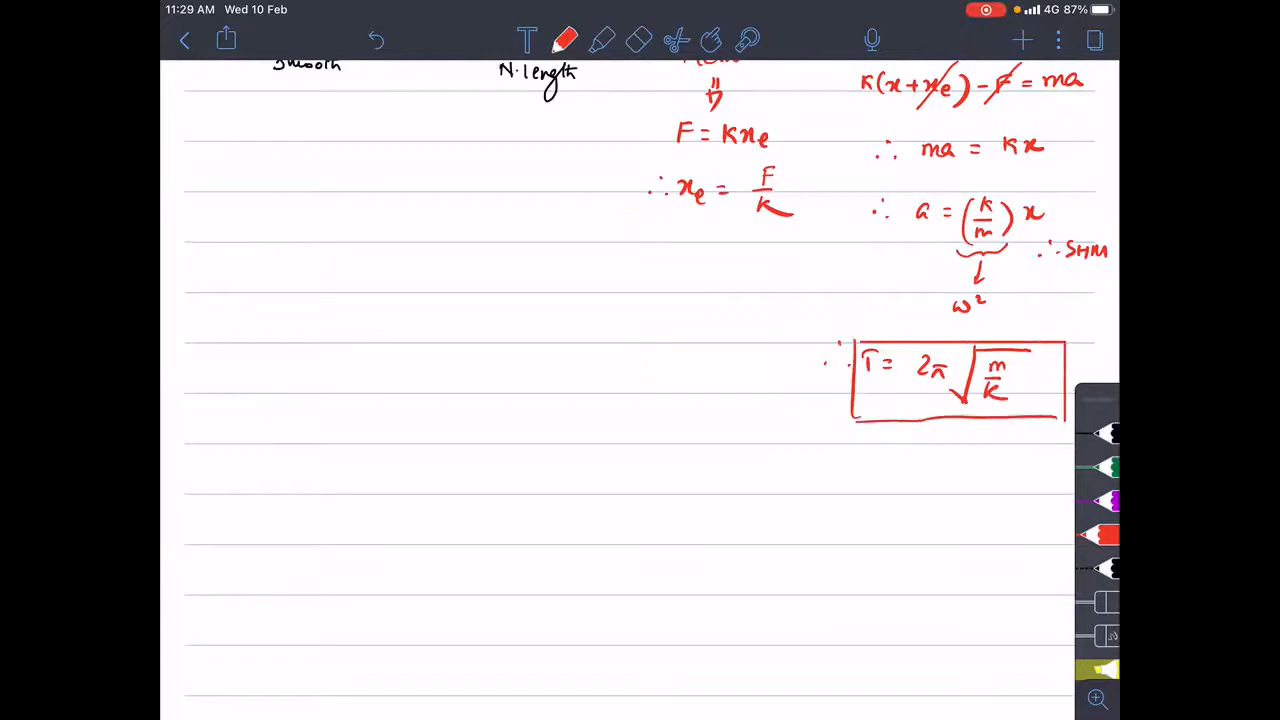 11:29 AM Wed 10 Feb
4G 87%
Smooth
N·length
F = Kxₑ
∴ xₑ = F/K
K(x + xₑ) − F = ma
∴ ma = Kx
∴ a = (K/m) x
∴ SHM
ω²
∴ T = 2π √(m/K)